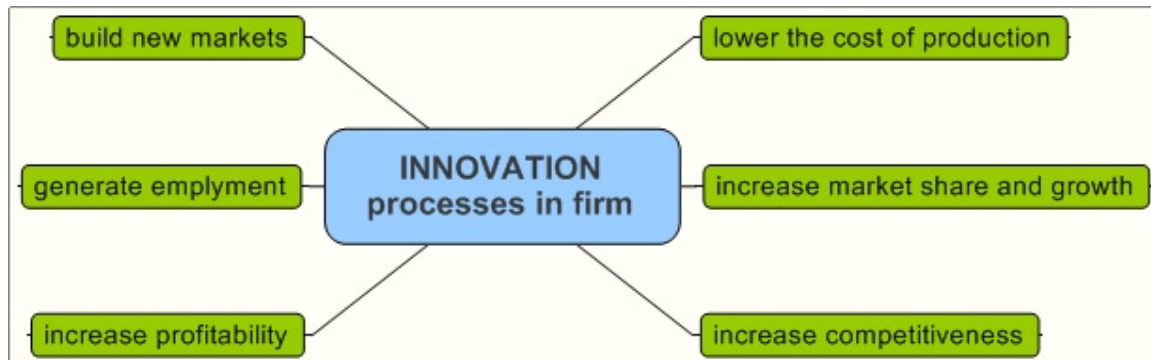 build new markets
lower the cost of production
INNOVATION
processes in firm
generate emplyment
increase market share and growth
increase profitability
increase competitiveness